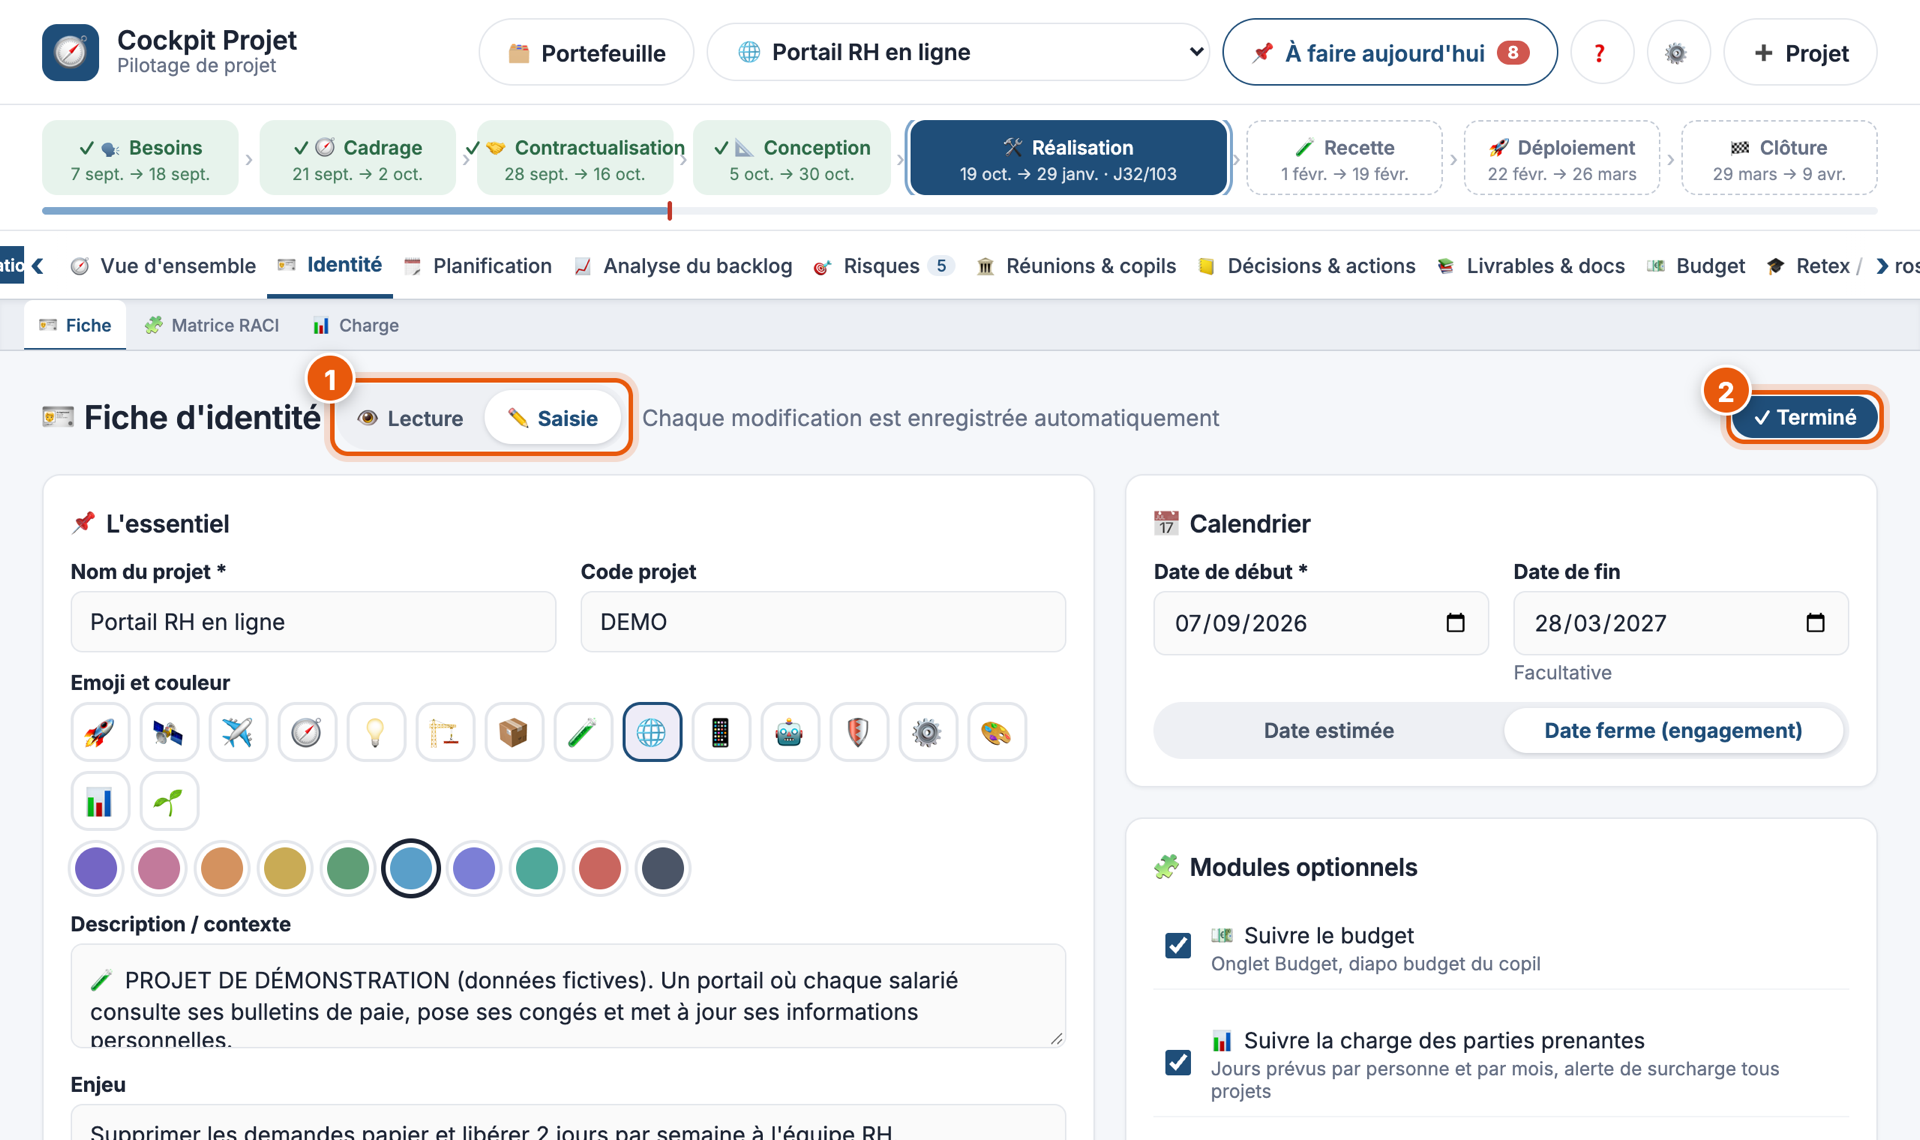 Cockpit Projet
Pilotage de projet
Portefeuille
Portail RH en ligne
À faire aujourd'hui 8
?
+ Projet
✓ Besoins
7 sept. → 18 sept.
✓ Cadrage
21 sept. → 2 oct.
✓ Contractualisation
28 sept. → 16 oct.
✓ Conception
5 oct. → 30 oct.
Réalisation
19 oct. → 29 janv. · J32/103
Recette
1 févr. → 19 févr.
Déploiement
22 févr. → 26 mars
Clôture
29 mars → 9 avr.
Vue d'ensemble
Identité
Planification
Analyse du backlog
Risques 5
Réunions & copils
Décisions & actions
Livrables & docs
Budget
Retex /
Fiche
Matrice RACI
Charge
1
2
Fiche d'identité
Lecture
Saisie
Chaque modification est enregistrée automatiquement
✓ Terminé
L'essentiel
Nom du projet *
Code projet
Portail RH en ligne
DEMO
Emoji et couleur
Description / contexte
PROJET DE DÉMONSTRATION (données fictives). Un portail où chaque salarié
consulte ses bulletins de paie, pose ses congés et met à jour ses informations
personnelles.
Enjeu
Supprimer les demandes papier et libérer 2 jours par semaine à l'équipe RH
17
Calendrier
Date de début *
Date de fin
07/09/2026
28/03/2027
Facultative
Date estimée
Date ferme (engagement)
Modules optionnels
Suivre le budget
Onglet Budget, diapo budget du copil
Suivre la charge des parties prenantes
Jours prévus par personne et par mois, alerte de surcharge tous
projets